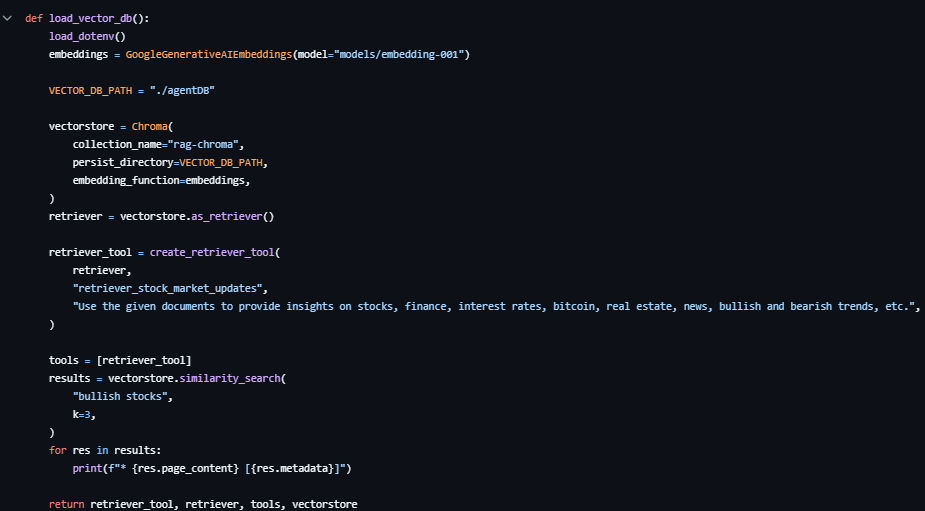 def load_vector_db():
    load_dotenv()
    embeddings = GoogleGenerativeAIEmbeddings(model="models/embedding-001")

    VECTOR_DB_PATH = "./agentDB"

    vectorstore = Chroma(
        collection_name="rag-chroma",
        persist_directory=VECTOR_DB_PATH,
        embedding_function=embeddings,
    )
    retriever = vectorstore.as_retriever()

    retriever_tool = create_retriever_tool(
        retriever,
        "retriever_stock_market_updates",
        "Use the given documents to provide insights on stocks, finance, interest rates, bitcoin, real estate, news, bullish and bearish trends, etc.",
    )

    tools = [retriever_tool]
    results = vectorstore.similarity_search(
        "bullish stocks",
        k=3,
    )
    for res in results:
        print(f"* {res.page_content} [{res.metadata}]")

    return retriever_tool, retriever, tools, vectorstore